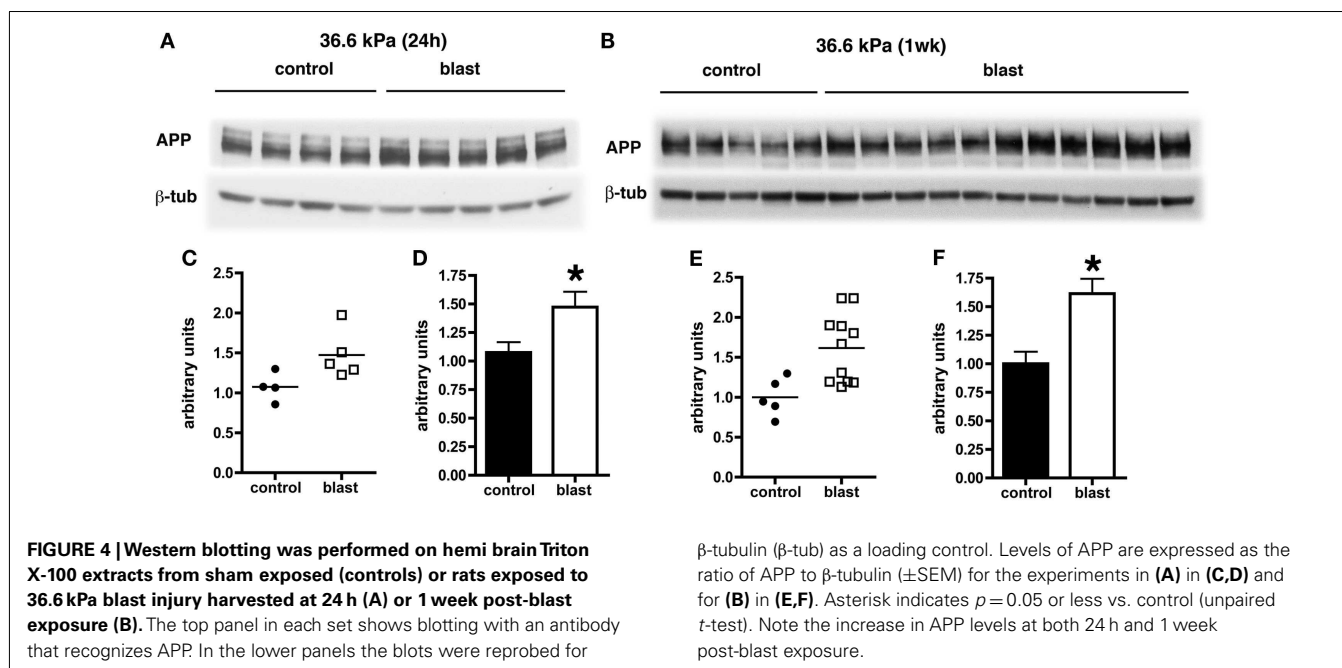 A
36.6 kPa (24h)
control blast
APP
β-tub
B
36.6 kPa (1wk)
control blast
APP
β-tub
C
arbitrary units
2.5
2.0
1.5
1.0
0.5
0.0
control blast
D
*
arbitrary units
1.75
1.50
1.25
1.00
0.75
0.50
0.25
0.00
control blast
E
arbitrary units
2.5
2.0
1.5
1.0
0.5
0.0
control blast
F
*
arbitrary units
1.75
1.50
1.25
1.00
0.75
0.50
0.25
0.00
control blast
FIGURE 4 | Western blotting was performed on hemi brain Triton
X-100 extracts from sham exposed (controls) or rats exposed to
36.6 kPa blast injury harvested at 24 h (A) or 1 week post-blast
exposure (B). The top panel in each set shows blotting with an antibody
that recognizes APP. In the lower panels the blots were reprobed for
β-tubulin (β-tub) as a loading control. Levels of APP are expressed as the
ratio of APP to β-tubulin (±SEM) for the experiments in (A) in (C,D) and
for (B) in (E,F). Asterisk indicates p = 0.05 or less vs. control (unpaired
t-test). Note the increase in APP levels at both 24 h and 1 week
post-blast exposure.